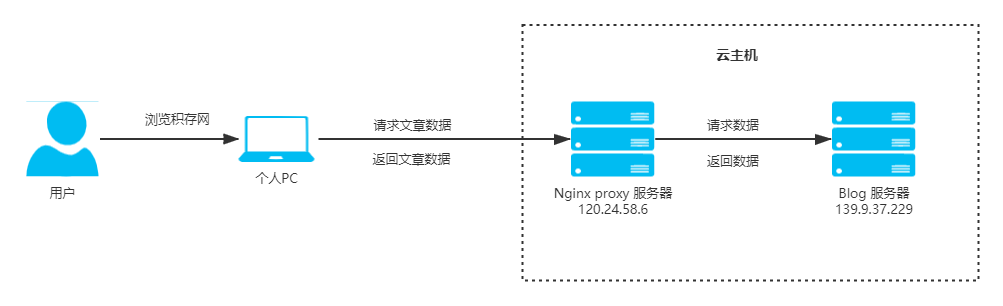 云主机
浏览积存网
请求文章数据
请求数据
返回文章数据
返回数据
用户
个人PC
Nginx proxy 服务器
120.24.58.6
Blog 服务器
139.9.37.229